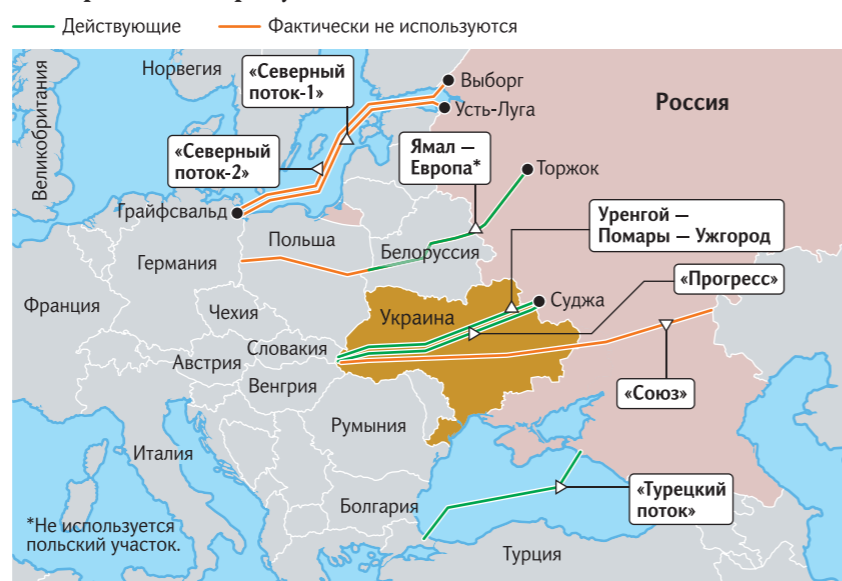 Действующие
Фактически не используются
Норвегия
«Северный
поток-1»
Выборг
Усть-Луга
Россия
Великобритания
«Северный
поток-2»
Ямал —
Европа*
Торжок
Грайфсвальд
Уренгой —
Помары — Ужгород
Польша
Белоруссия
Германия
«Прогресс»
Франция
Чехия
Украина
Суджа
Словакия
Австрия
Венгрия
«Союз»
Румыния
Италия
«Турецкий
поток»
Болгария
*Не используется
польский участок.
Турция